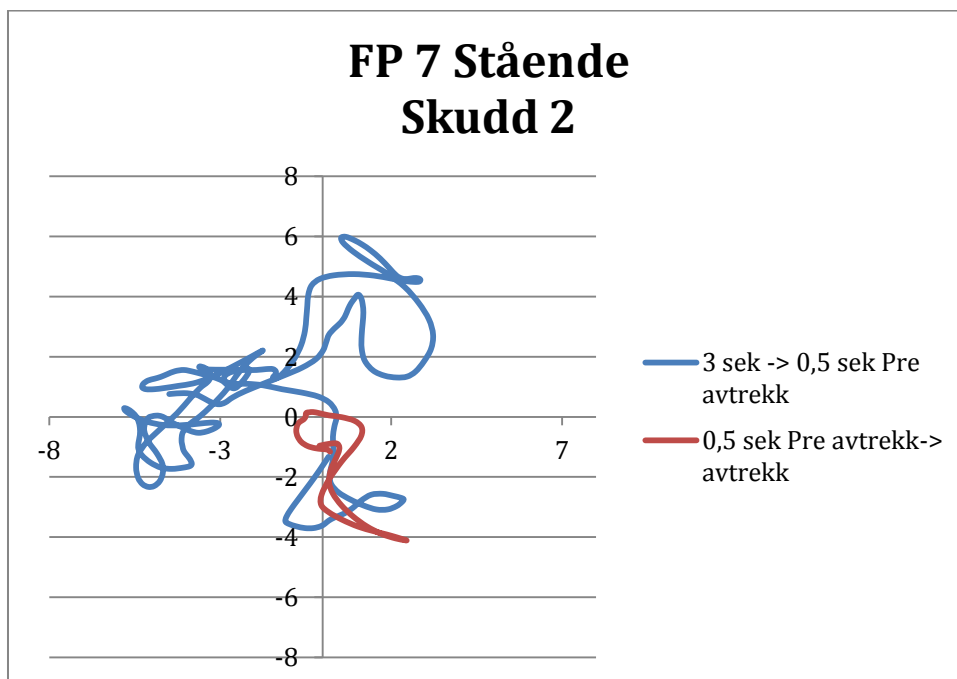 FP 7 Stående
Skudd 2
8
6
4
2
0
-8 -3 2 7
-2
-4
-6
-8
3 sek -> 0,5 sek Pre
avtrekk
0,5 sek Pre avtrekk->
avtrekk